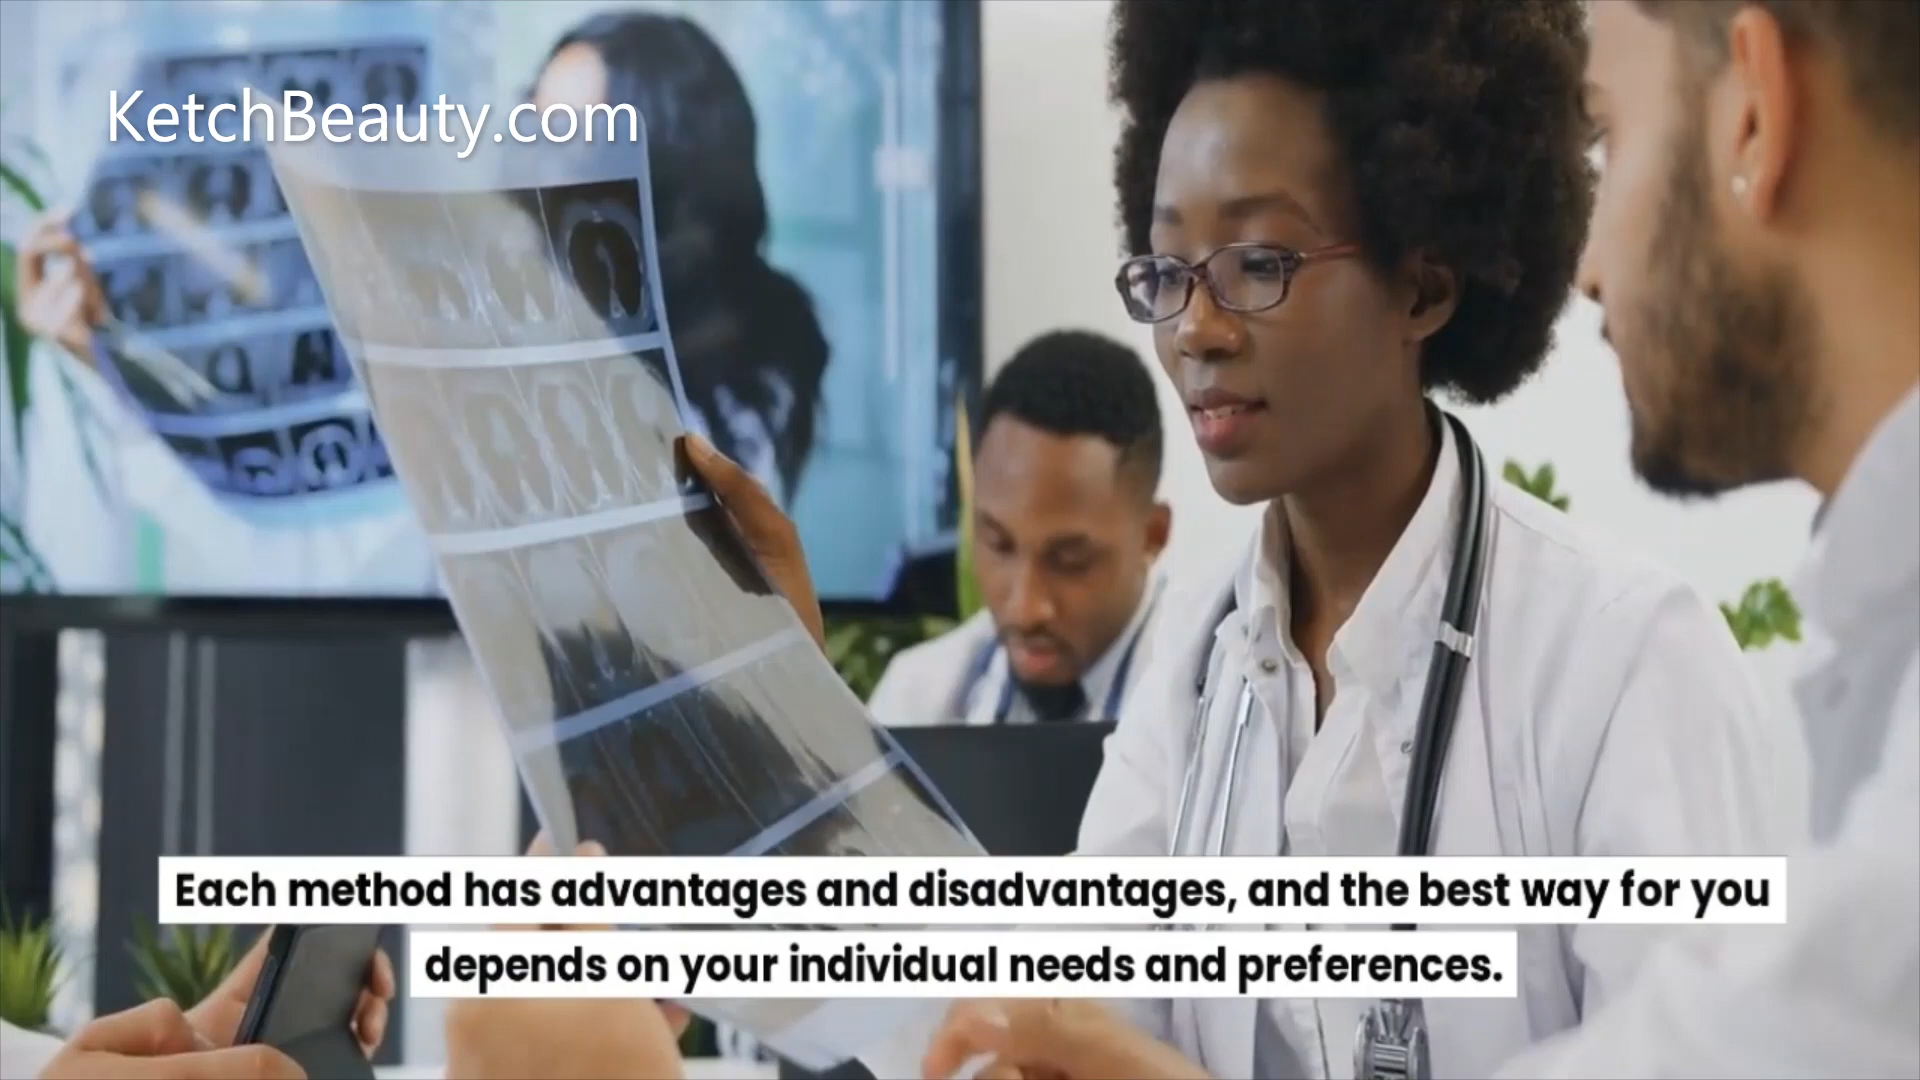 KetchBeauty.com
Each method has advantages and disadvantages, and the best way for you
depends on your individual needs and preferences.